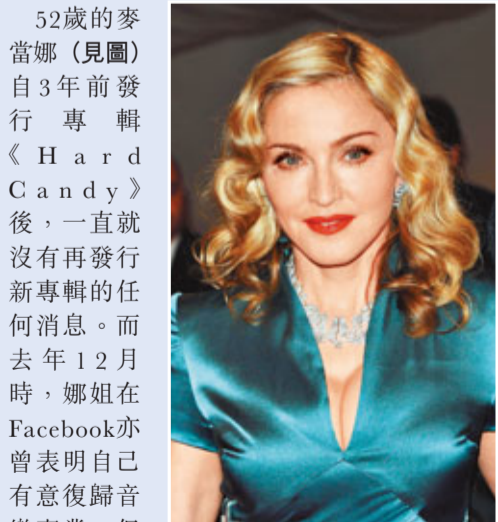 52歲的麥
當娜（見圖）
自3年前發
行專輯
《Hard
Candy》
後，一直就
沒有再發行
新專輯的任
何消息。而
去年12月
時，娜姐在
Facebook亦
曾表明自己
有意復歸音